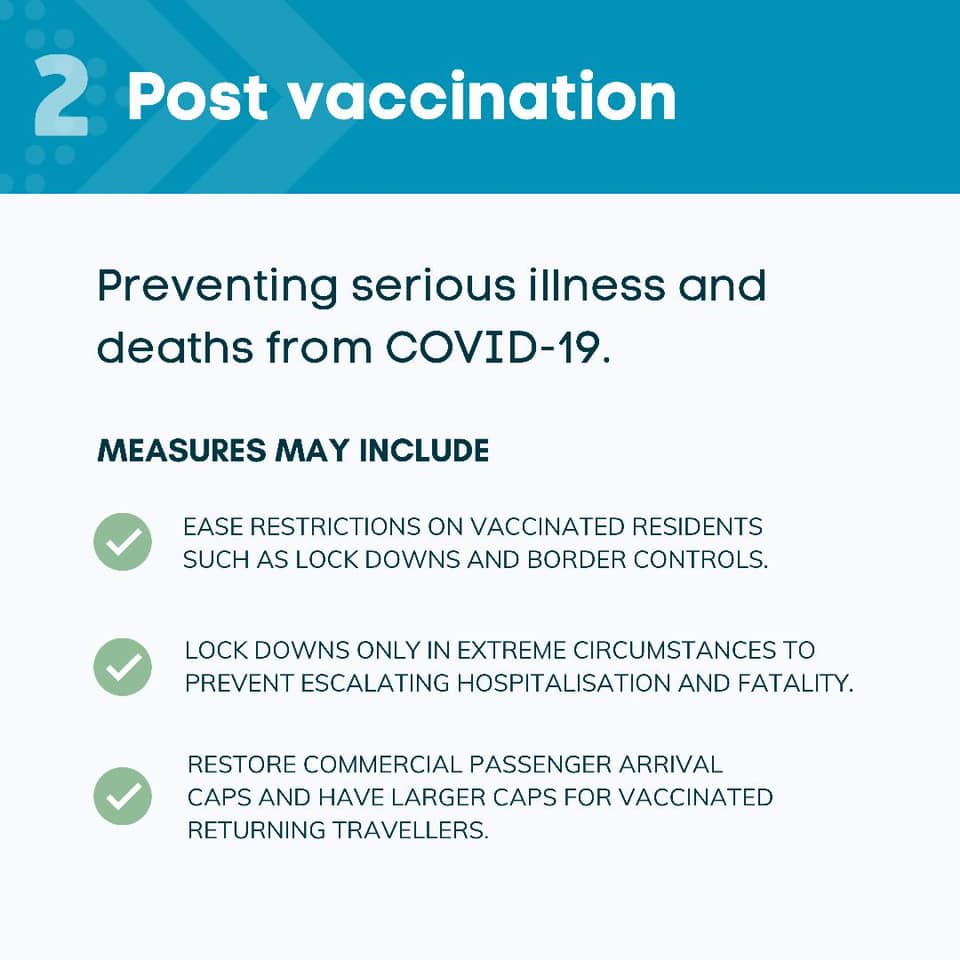 2 Post vaccination
Preventing serious illness and
deaths from COVID-19.
MEASURES MAY INCLUDE
EASE RESTRICTIONS ON VACCINATED RESIDENTS
SUCH AS LOCK DOWNS AND BORDER CONTROLS.
LOCK DOWNS ONLY IN EXTREME CIRCUMSTANCES TO
PREVENT ESCALATING HOSPITALISATION AND FATALITY.
RESTORE COMMERCIAL PASSENGER ARRIVAL
CAPS AND HAVE LARGER CAPS FOR VACCINATED
RETURNING TRAVELLERS.